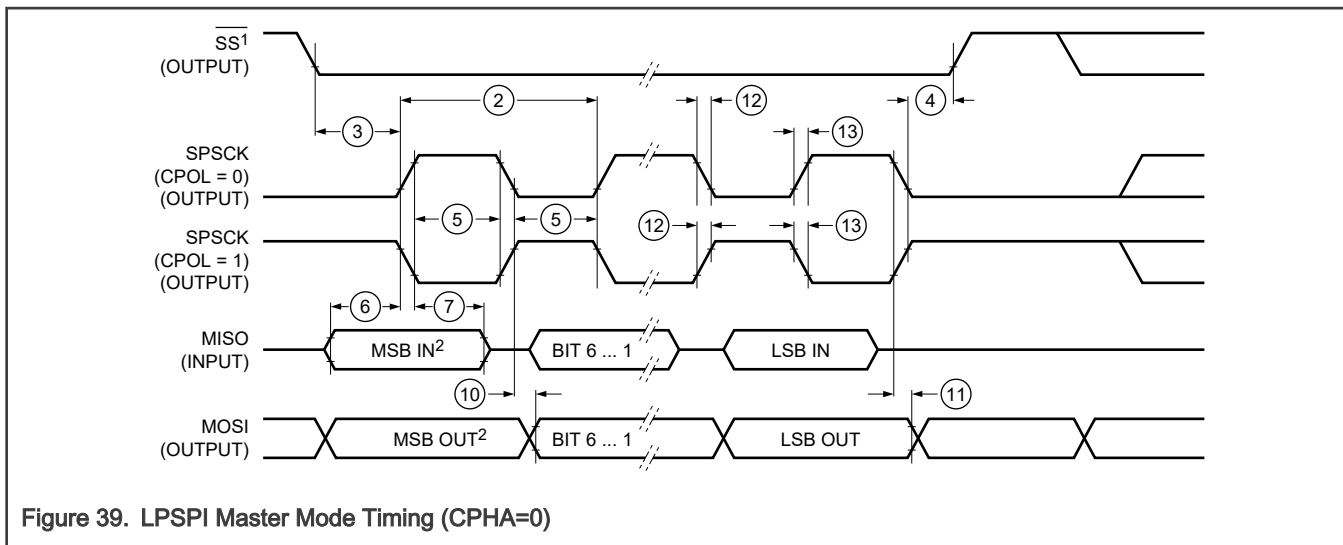 SS1
(OUTPUT)
2
12
4
3
13
SPSCK
(CPOL = 0)
(OUTPUT)
5
5
12
13
SPSCK
(CPOL = 1)
(OUTPUT)
6
7
MISO
(INPUT)
MSB IN2
BIT 6 ... 1
LSB IN
10
11
MOSI
(OUTPUT)
MSB OUT2
BIT 6 ... 1
LSB OUT
Figure 39. LPSPI Master Mode Timing (CPHA=0)